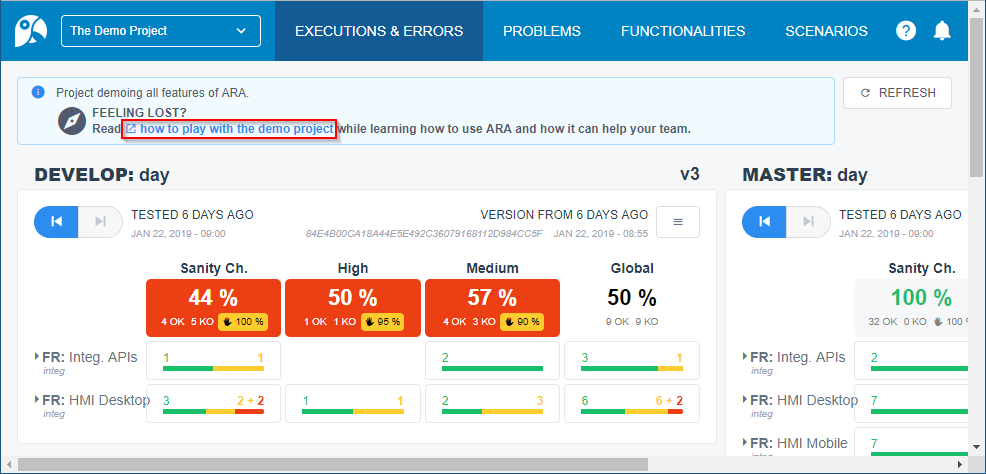 The Demo Project
EXECUTIONS & ERRORS
PROBLEMS
FUNCTIONALITIES
SCENARIOS
?
Project demoing all features of ARA.
FEELING LOST?
Read how to play with the demo project while learning how to use ARA and how it can help your team.
REFRESH
DEVELOP: day
v3
TESTED 6 DAYS AGO
JAN 22, 2019 - 09:00
VERSION FROM 6 DAYS AGO
84E4B00CA18A44E5E492C36079168112D984CC5F JAN 22, 2019 - 08:55
Sanity Ch. High Medium Global
44 % 50 % 57 % 50 %
4 OK 5 KO 100 % 1 OK 1 KO 95 % 4 OK 3 KO 90 % 9 OK 9 KO
FR: Integ. APIs 1 1 2 3 1
integ
FR: HMI Desktop 3 2 + 2 1 1 2 3 6 6 + 2
integ
MASTER: day
TESTED 6 DAYS AGO
JAN 22, 2019 - 09:00
Sanity Ch.
100 %
32 OK 0 KO 100 %
FR: Integ. APIs 2
integ
FR: HMI Desktop 7
integ
FR: HMI Mobile 7
integ